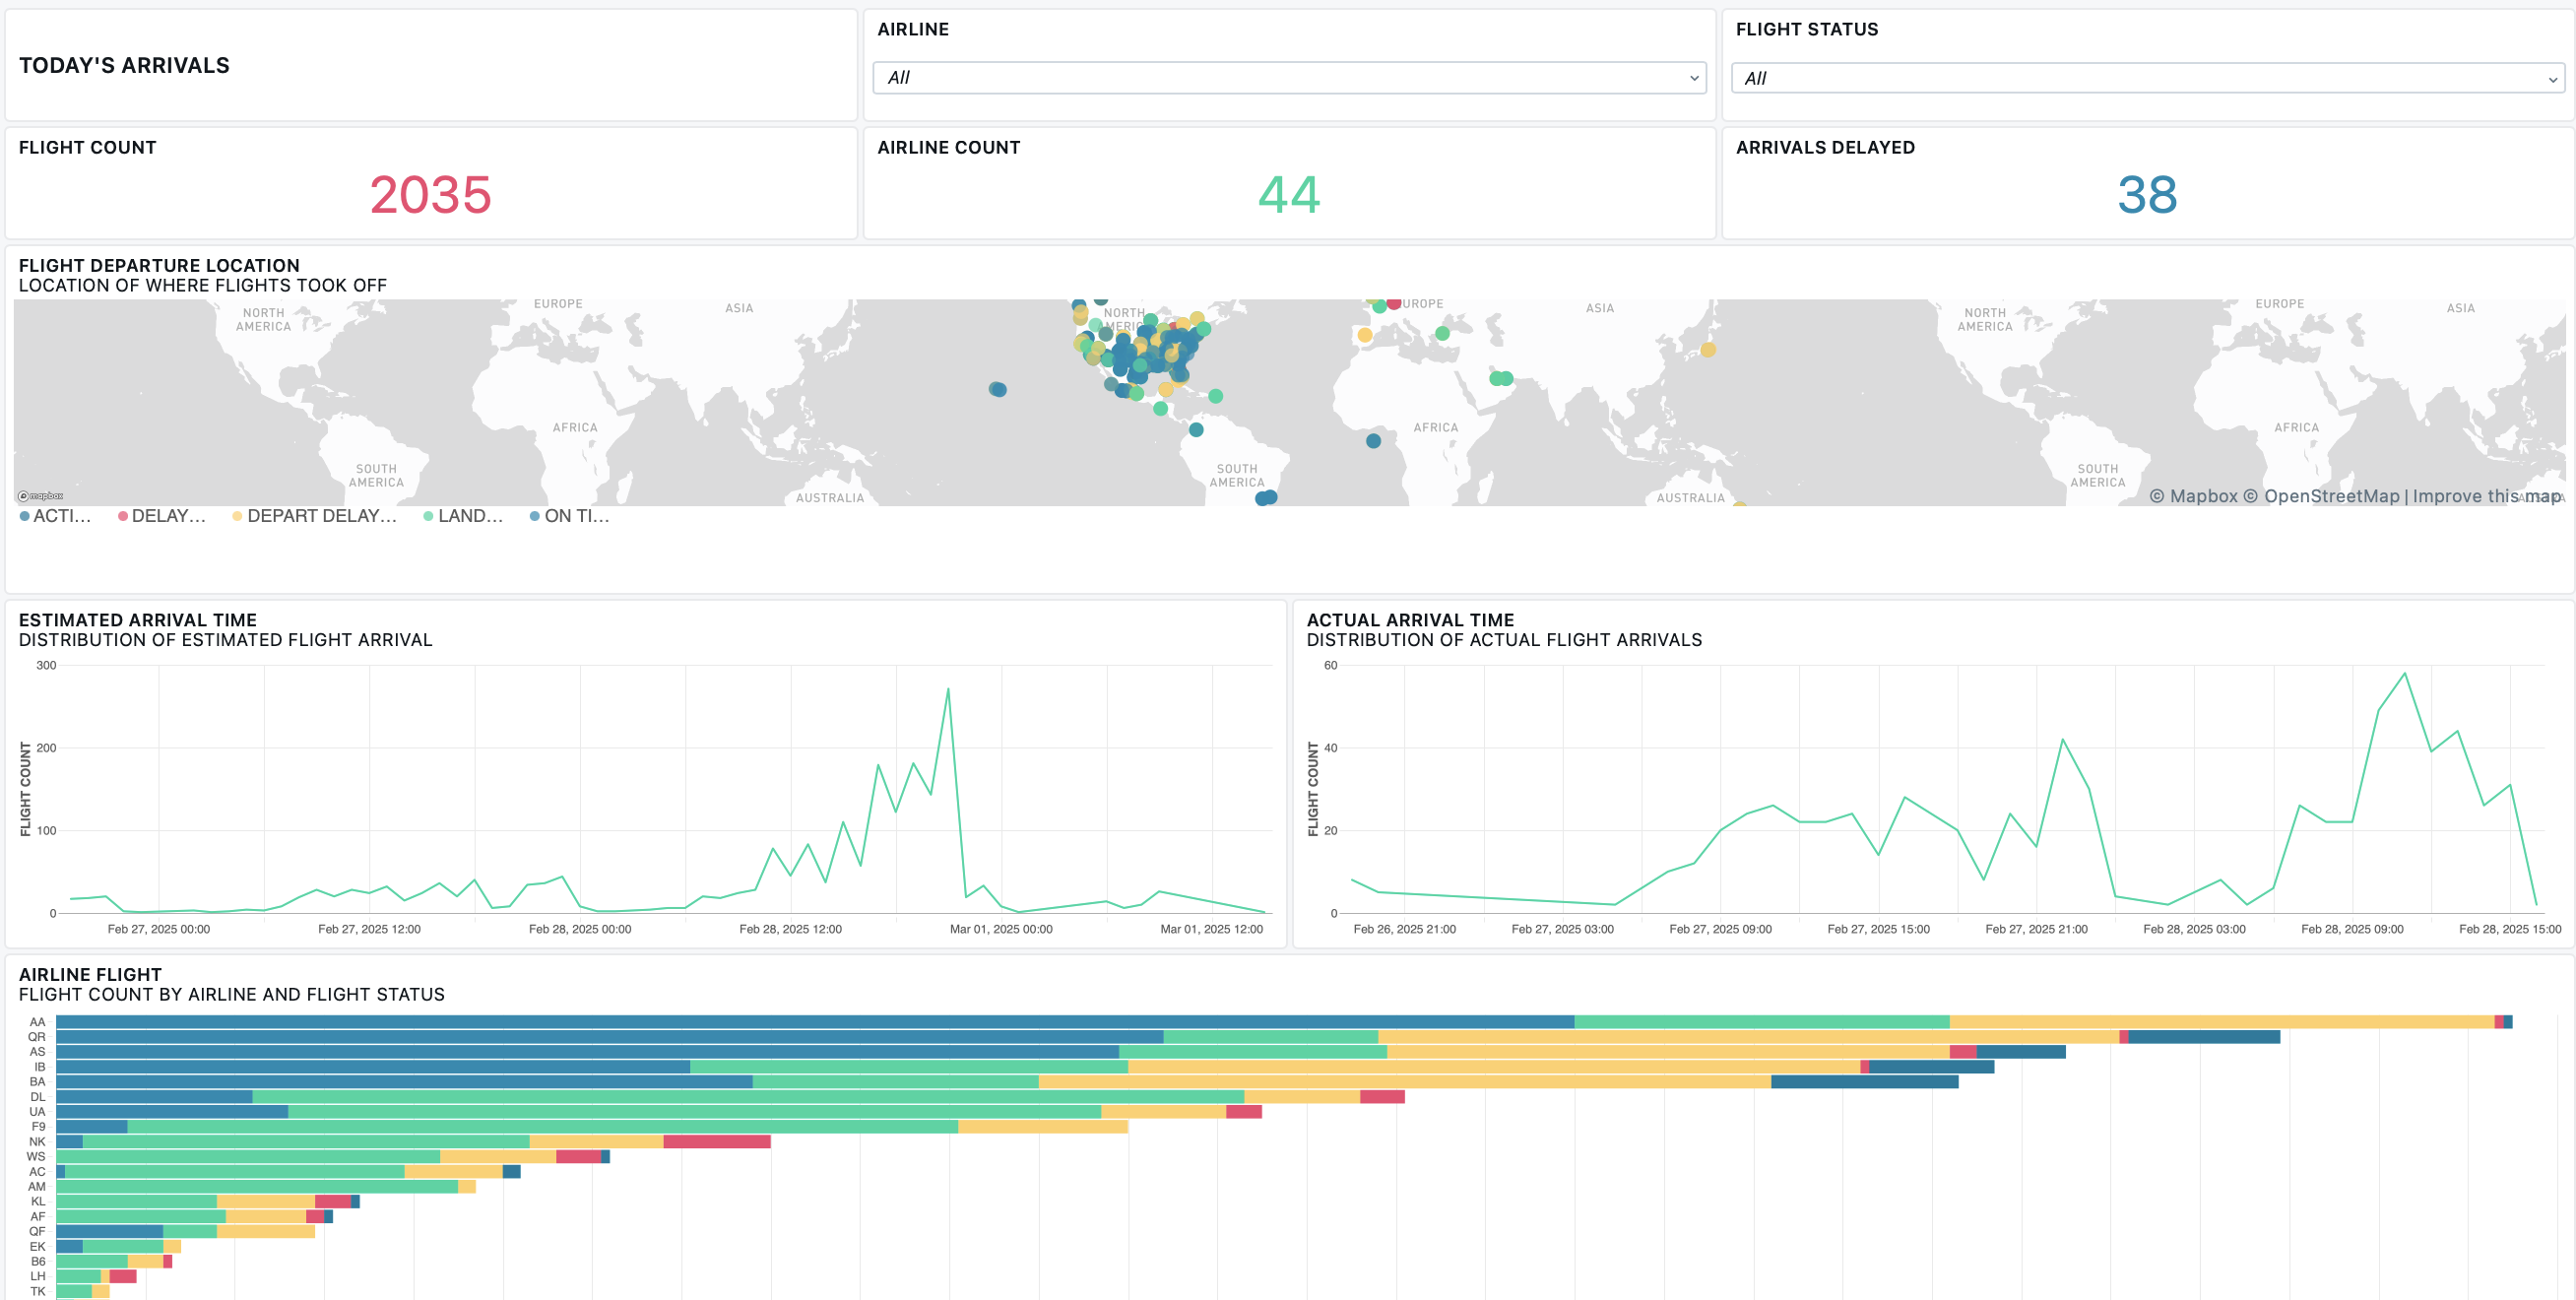 TODAY'S ARRIVALS
AIRLINE
All
FLIGHT STATUS
All
FLIGHT COUNT
2035
AIRLINE COUNT
44
ARRIVALS DELAYED
38
FLIGHT DEPARTURE LOCATION
LOCATION OF WHERE FLIGHTS TOOK OFF
NORTH
AMERICA
EUROPE
ASIA
AFRICA
SOUTH
AMERICA
AUSTRALIA
NORTH
AMERIC
EUROPE
ASIA
AFRICA
SOUTH
AMERICA
AUSTRALIA
NORTH
AMERICA
EUROPE
ASIA
AFRICA
SOUTH
AMERICA
mapbox
© Mapbox © OpenStreetMap | Improve this map
ACTI...
DELAY...
DEPART DELAY...
LAND...
ON TI...
ESTIMATED ARRIVAL TIME
DISTRIBUTION OF ESTIMATED FLIGHT ARRIVAL
FLIGHT COUNT
300
200
100
0
Feb 27, 2025 00:00
Feb 27, 2025 12:00
Feb 28, 2025 00:00
Feb 28, 2025 12:00
Mar 01, 2025 00:00
Mar 01, 2025 12:00
ACTUAL ARRIVAL TIME
DISTRIBUTION OF ACTUAL FLIGHT ARRIVALS
FLIGHT COUNT
60
40
20
0
Feb 26, 2025 21:00
Feb 27, 2025 03:00
Feb 27, 2025 09:00
Feb 27, 2025 15:00
Feb 27, 2025 21:00
Feb 28, 2025 03:00
Feb 28, 2025 09:00
Feb 28, 2025 15:00
AIRLINE FLIGHT
FLIGHT COUNT BY AIRLINE AND FLIGHT STATUS
AA
QR
AS
IB
BA
DL
UA
F9
NK
WS
AC
AM
KL
AF
QF
EK
B6
LH
TK